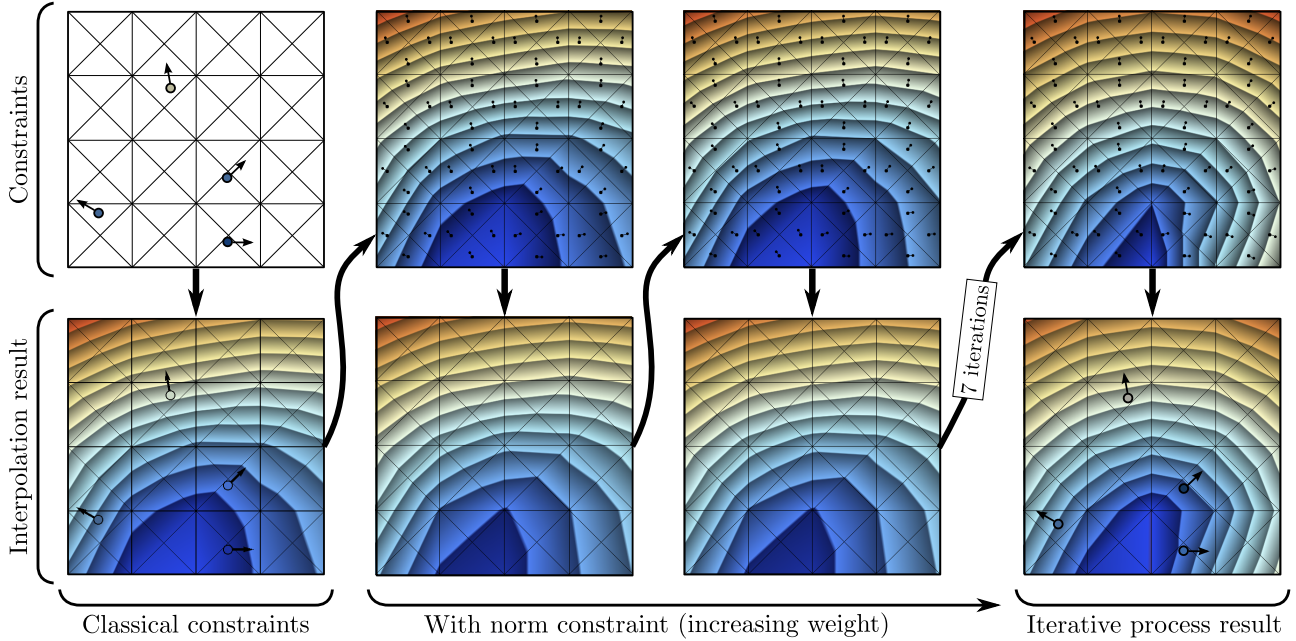 Constraints
Interpolation result
7 iterations
Classical constraints
With norm constraint (increasing weight)
Iterative process result